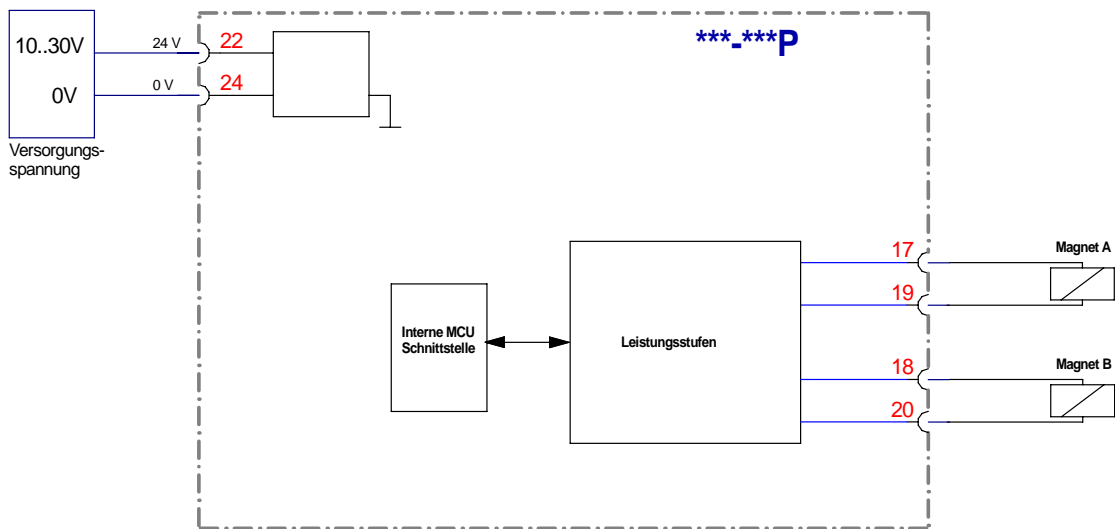 ***-***P
10..30V
24 V
22
0V
0 V
24
Versorgungs-
spannung
17
Magnet A
19
Interne MCU
Schnittstelle
Leistungsstufen
18
Magnet B
20